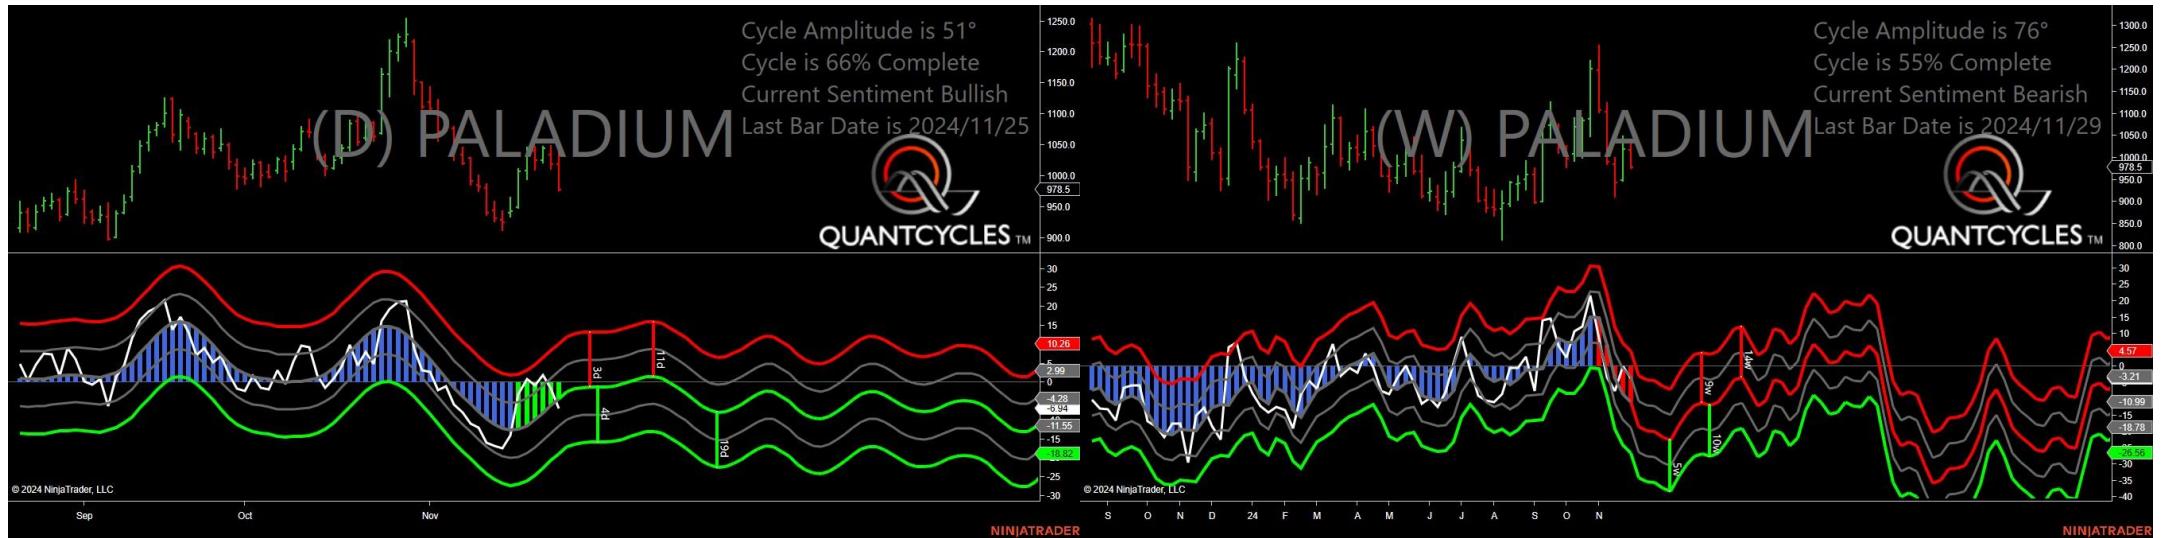 Cycle Amplitude is 51°
Cycle is 66% Complete
Current Sentiment Bullish
Last Bar Date is 2024/11/25
(D) PALADIUM
QUANTCYCLES TM
1250.0
1200.0
1150.0
1100.0
1050.0
1000.0
978.5
950.0
900.0
30
25
20
15
10.26
5
2.99
0
-4.28
-6.94
-11.55
-15
-18.82
-25
-30
3d
11d
4d
19d
© 2024 NinjaTrader, LLC
Sep Oct Nov
NINJATRADER
Cycle Amplitude is 76°
Cycle is 55% Complete
Current Sentiment Bearish
Last Bar Date is 2024/11/29
(W) PALADIUM
QUANTCYCLES TM
1300.0
1250.0
1200.0
1150.0
1100.0
1050.0
1000.0
978.5
950.0
900.0
850.0
800.0
30
25
20
15
10
4.57
0
-3.21
-10.99
-15
-18.78
-26.56
-30
-35
-40
9w
14w
5w
10w
© 2024 NinjaTrader, LLC
S O N D 24 F M A M J J A S O N
NINJATRADER